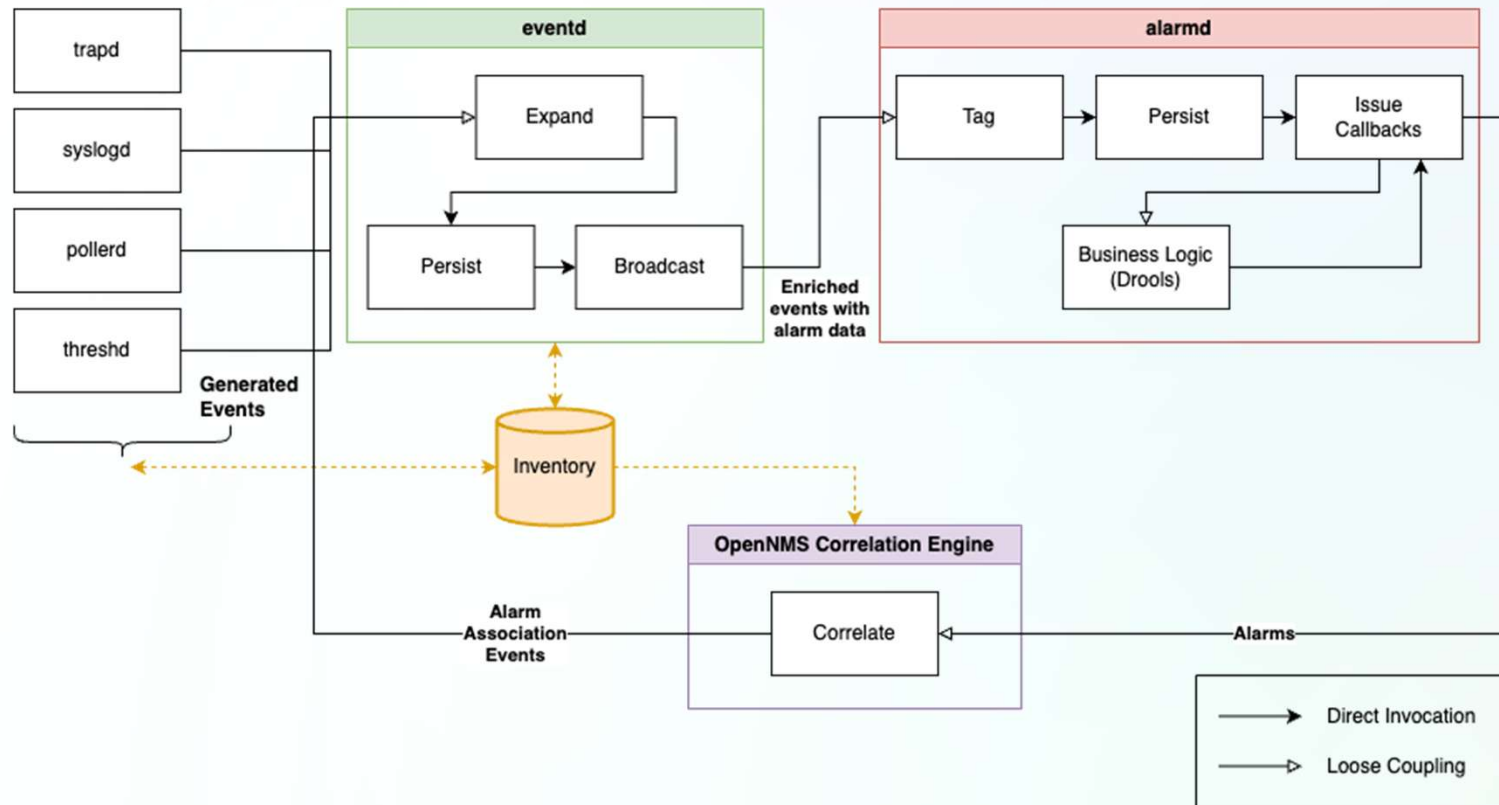 trapd
syslogd
pollerd
threshd
Generated
Events
eventd
Expand
Persist
Broadcast
Enriched
events with
alarm data
alarmd
Tag
Persist
Issue
Callbacks
Business Logic
(Drools)
Inventory
OpenNMS Correlation Engine
Correlate
Alarm
Association
Events
Alarms
Direct Invocation
Loose Coupling